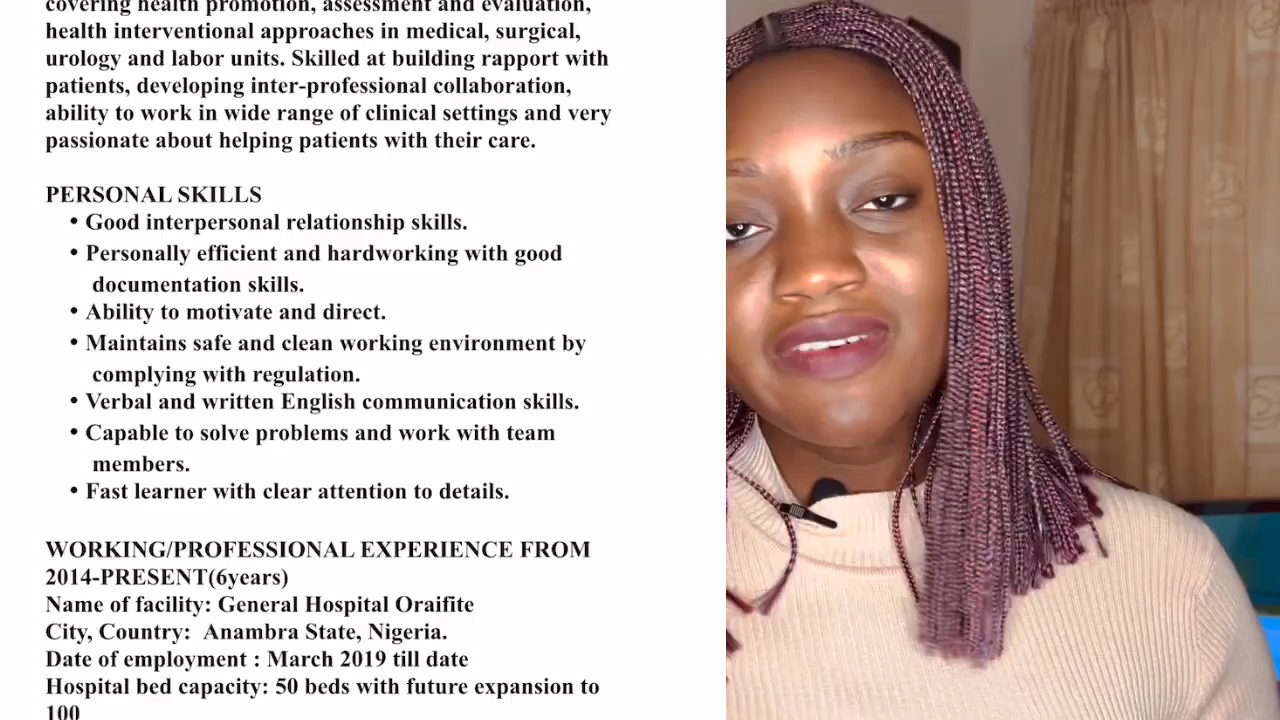 covering health promotion, assessment and evaluation,
health interventional approaches in medical, surgical,
urology and labor units. Skilled at building rapport with
patients, developing inter-professional collaboration,
ability to work in wide range of clinical settings and very
passionate about helping patients with their care.
PERSONAL SKILLS
• Good interpersonal relationship skills.
• Personally efficient and hardworking with good
documentation skills.
• Ability to motivate and direct.
• Maintains safe and clean working environment by
complying with regulation.
• Verbal and written English communication skills.
• Capable to solve problems and work with team
members.
• Fast learner with clear attention to details.
WORKING/PROFESSIONAL EXPERIENCE FROM
2014-PRESENT(6years)
Name of facility: General Hospital Oraifite
City, Country:  Anambra State, Nigeria.
Date of employment : March 2019 till date
Hospital bed capacity: 50 beds with future expansion to
100